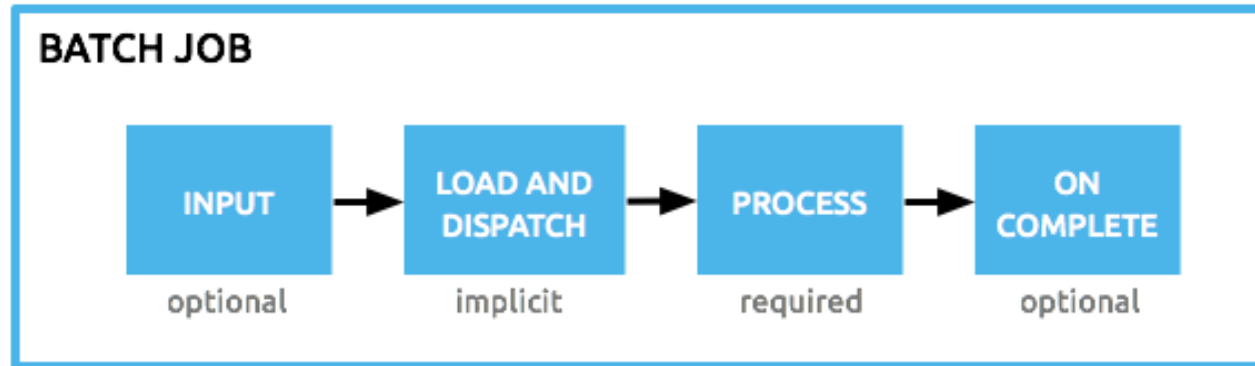 BATCH JOB
INPUT
LOAD AND
DISPATCH
PROCESS
ON
COMPLETE
optional
implicit
required
optional